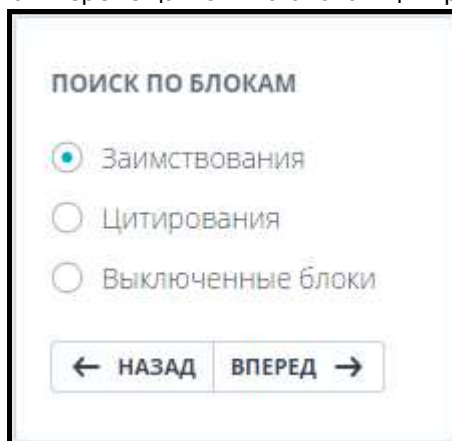 ПОИСК ПО БЛОКАМ
Заимствования
Цитирования
Выключенные блоки
← НАЗАД ВПЕРЕД →